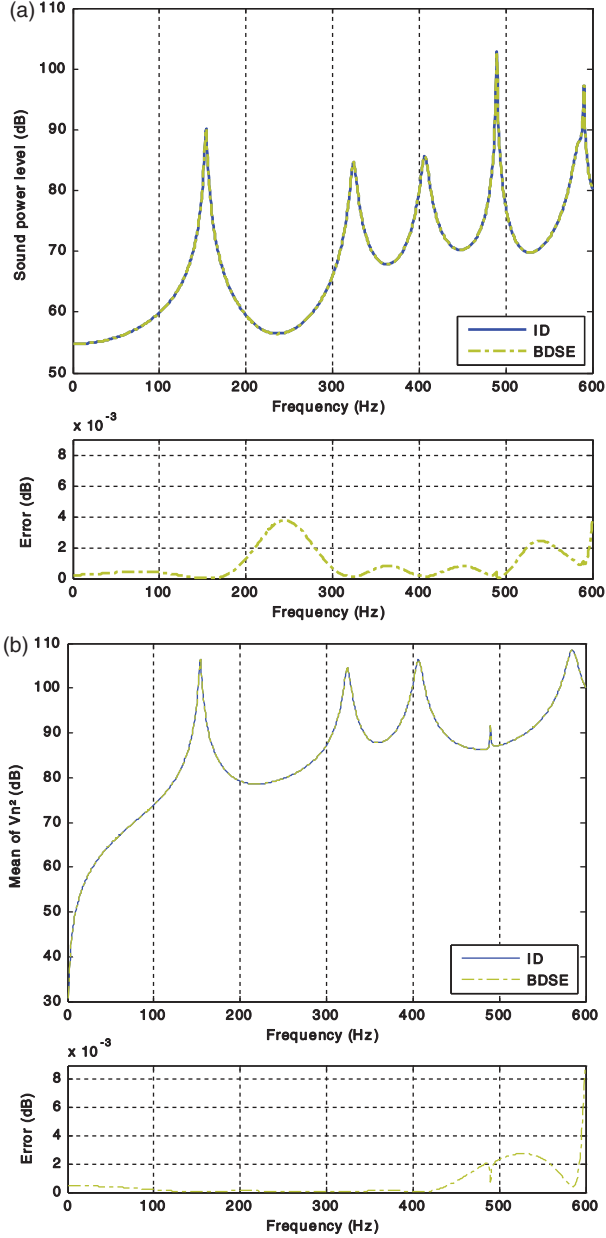 (a)
110
100
90
80
70
60
50
Sound power level (dB)
ID
BDSE
0 100 200 300 400 500 600
Frequency (Hz)
x 10 -3
8
6
4
2
0
Error (dB)
0 100 200 300 400 500 600
Frequency (Hz)
(b)
110
100
90
80
70
60
50
40
30
Mean of Vn² (dB)
ID
BDSE
0 100 200 300 400 500 600
Frequency (Hz)
x 10 -3
8
6
4
2
0
Error (dB)
0 100 200 300 400 500 600
Frequency (Hz)